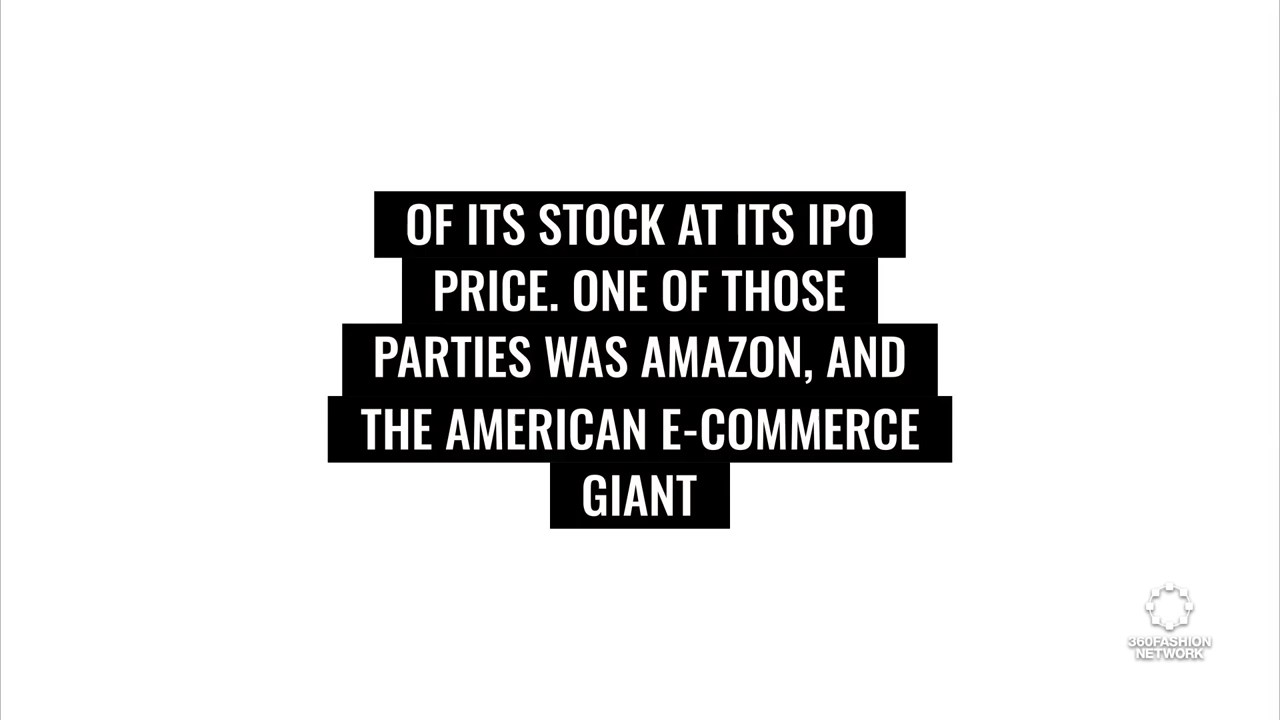 OF ITS STOCK AT ITS IPO
PRICE. ONE OF THOSE
PARTIES WAS AMAZON, AND
THE AMERICAN E-COMMERCE
GIANT
360FASHION
NETWORK